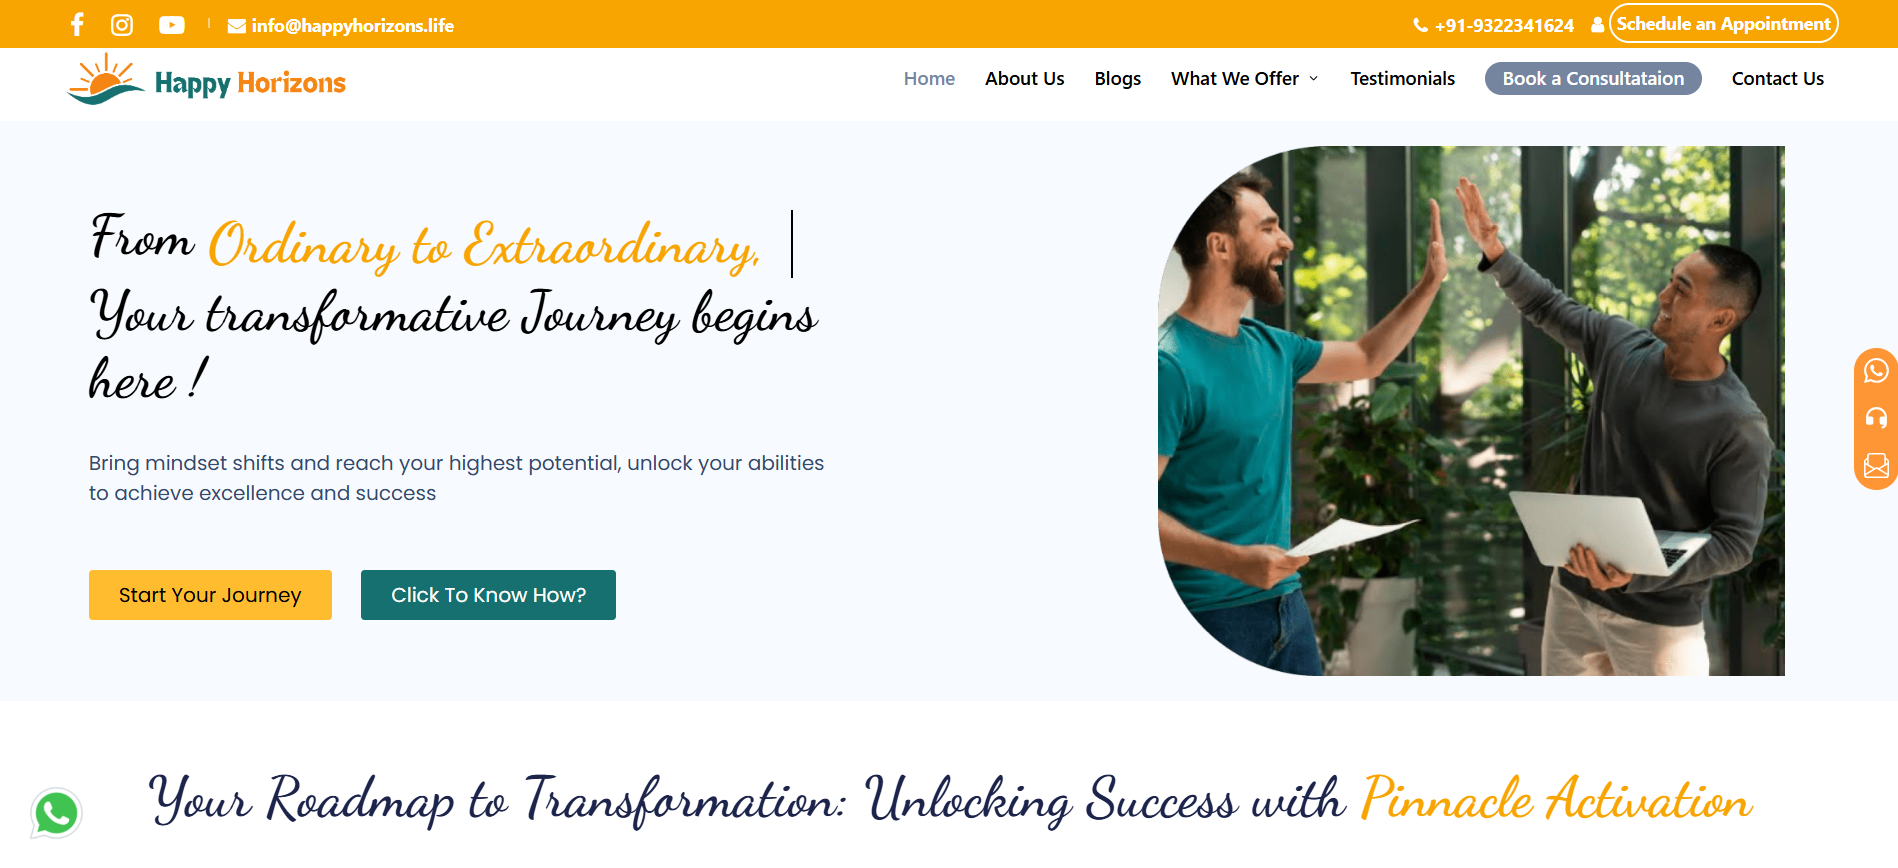 info@happyhorizons.life
+91-9322341624 Schedule an Appointment
Happy Horizons
Home About Us Blogs What We Offer Testimonials Book a Consultataion Contact Us
From Ordinary to Extraordinary,
Your transformative Journey begins
here !
Bring mindset shifts and reach your highest potential, unlock your abilities
to achieve excellence and success
Start Your Journey Click To Know How?
Your Roadmap to Transformation: Unlocking Success with Pinnacle Activation